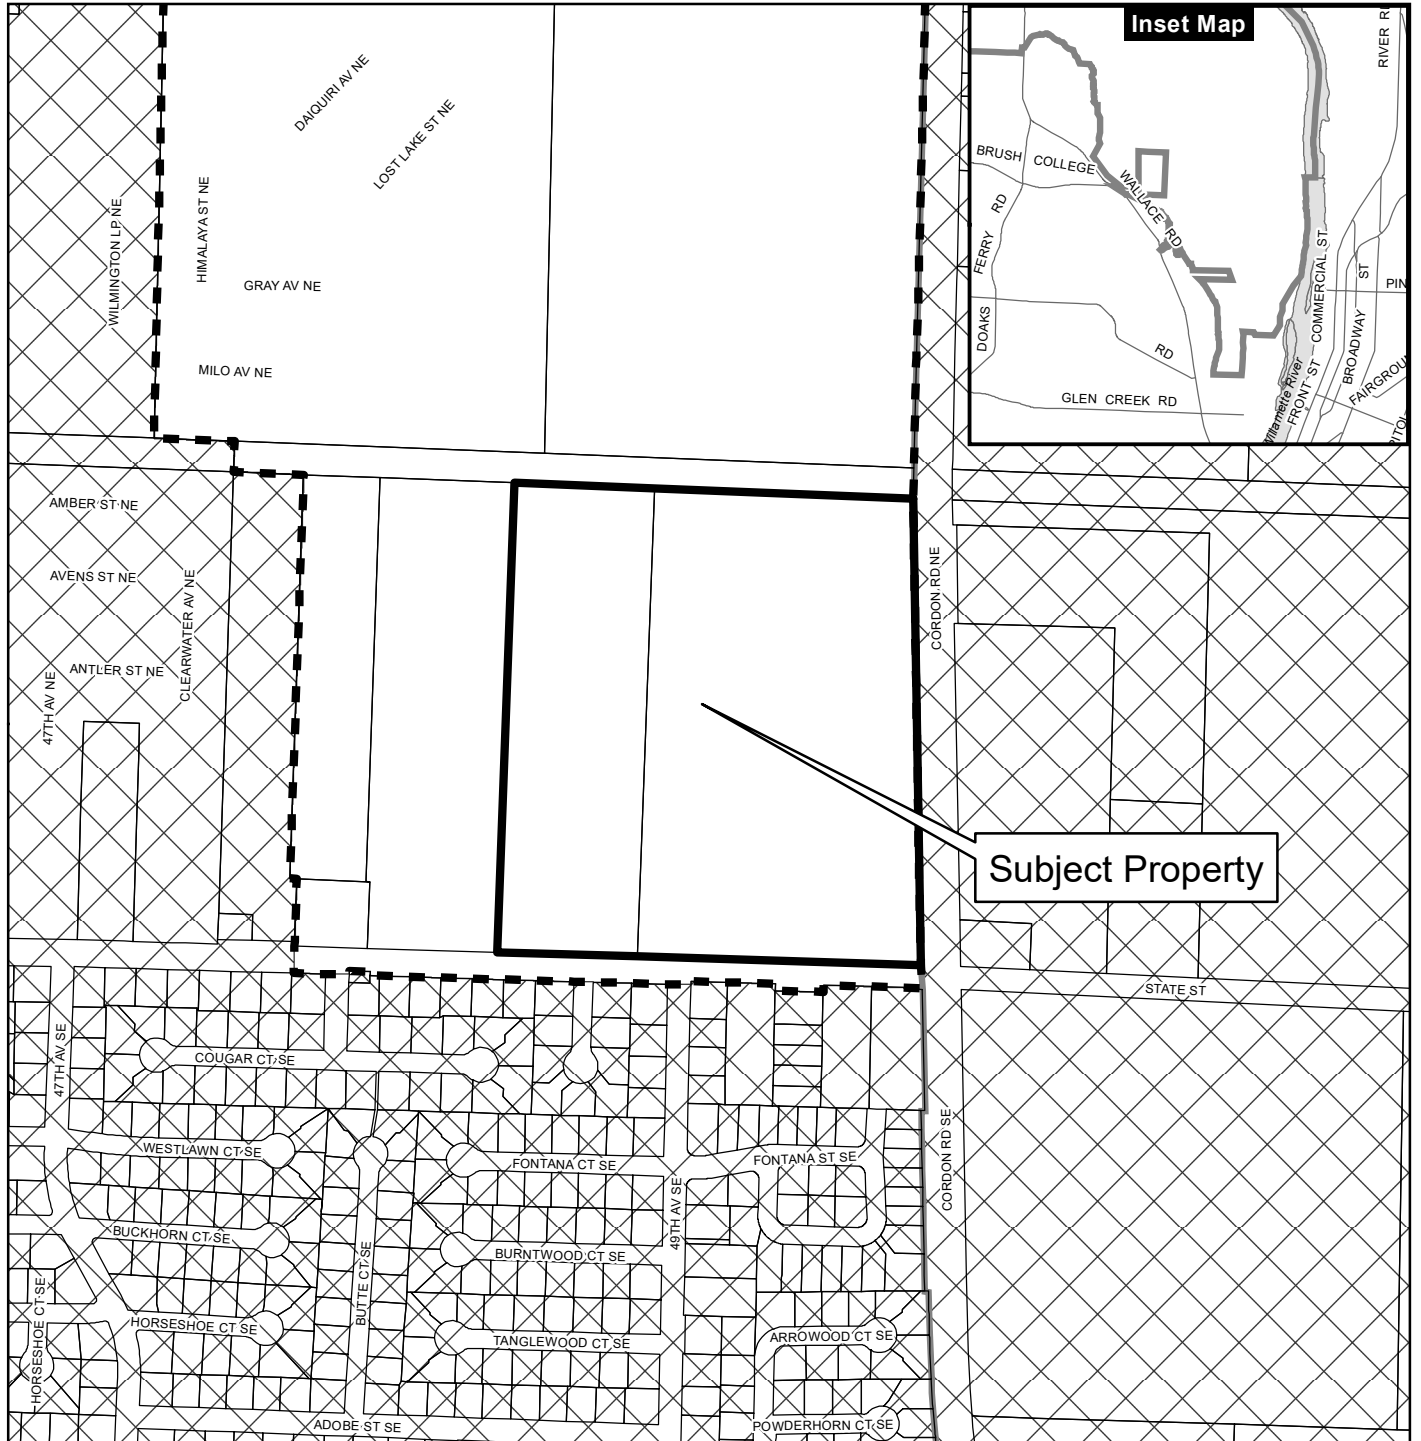 Inset Map
RIVER R
BRUSH COLLEGE
WALLACE RD
FERRY
RD
DOAKS
RD
GLEN CREEK RD
Willamette River
FRONT ST
COMMERCIAL ST
BROADWAY
ST
PIN
FAIRGROU
PITOL
DAIQUIRI AV NE
LOST LAKE ST NE
WILMINGTON LP NE
HIMALAYA ST NE
GRAY AV NE
MILO AV NE
AMBER ST NE
AVENS ST NE
CLEARWATER AV NE
ANTLER ST NE
47TH AV NE
CORDON RD NE
Subject Property
STATE ST
47TH AV SE
COUGAR CT SE
WESTLAWN CT SE
FONTANA CT SE
FONTANA ST SE
CORDON RD SE
49TH AV SE
BUCKHORN CT SE
BURNTWOOD CT SE
BUTTE CT SE
HORSESHOE CT SE
HORSESHOE CT SE
TANGLEWOOD CT SE
ARROWOOD CT SE
ADOBE ST SE
POWDERHORN CT SE